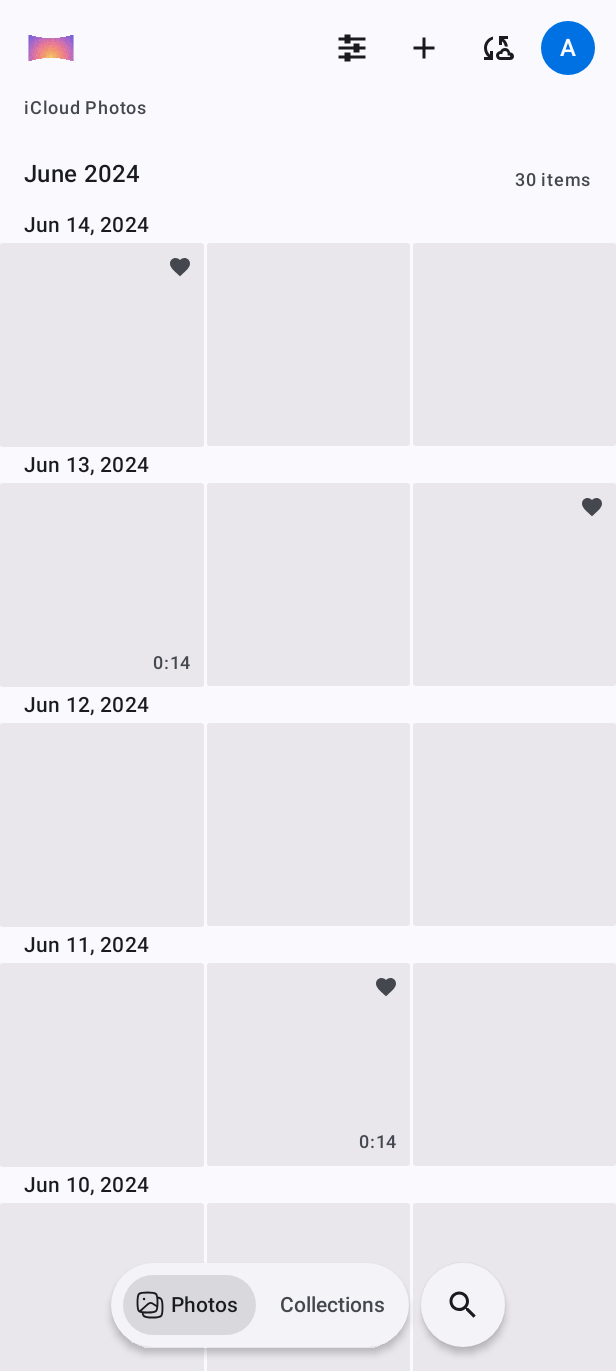 A
iCloud Photos
June 2024
30 items
Jun 14, 2024
Jun 13, 2024
0:14
Jun 12, 2024
Jun 11, 2024
0:14
Jun 10, 2024
Photos
Collections